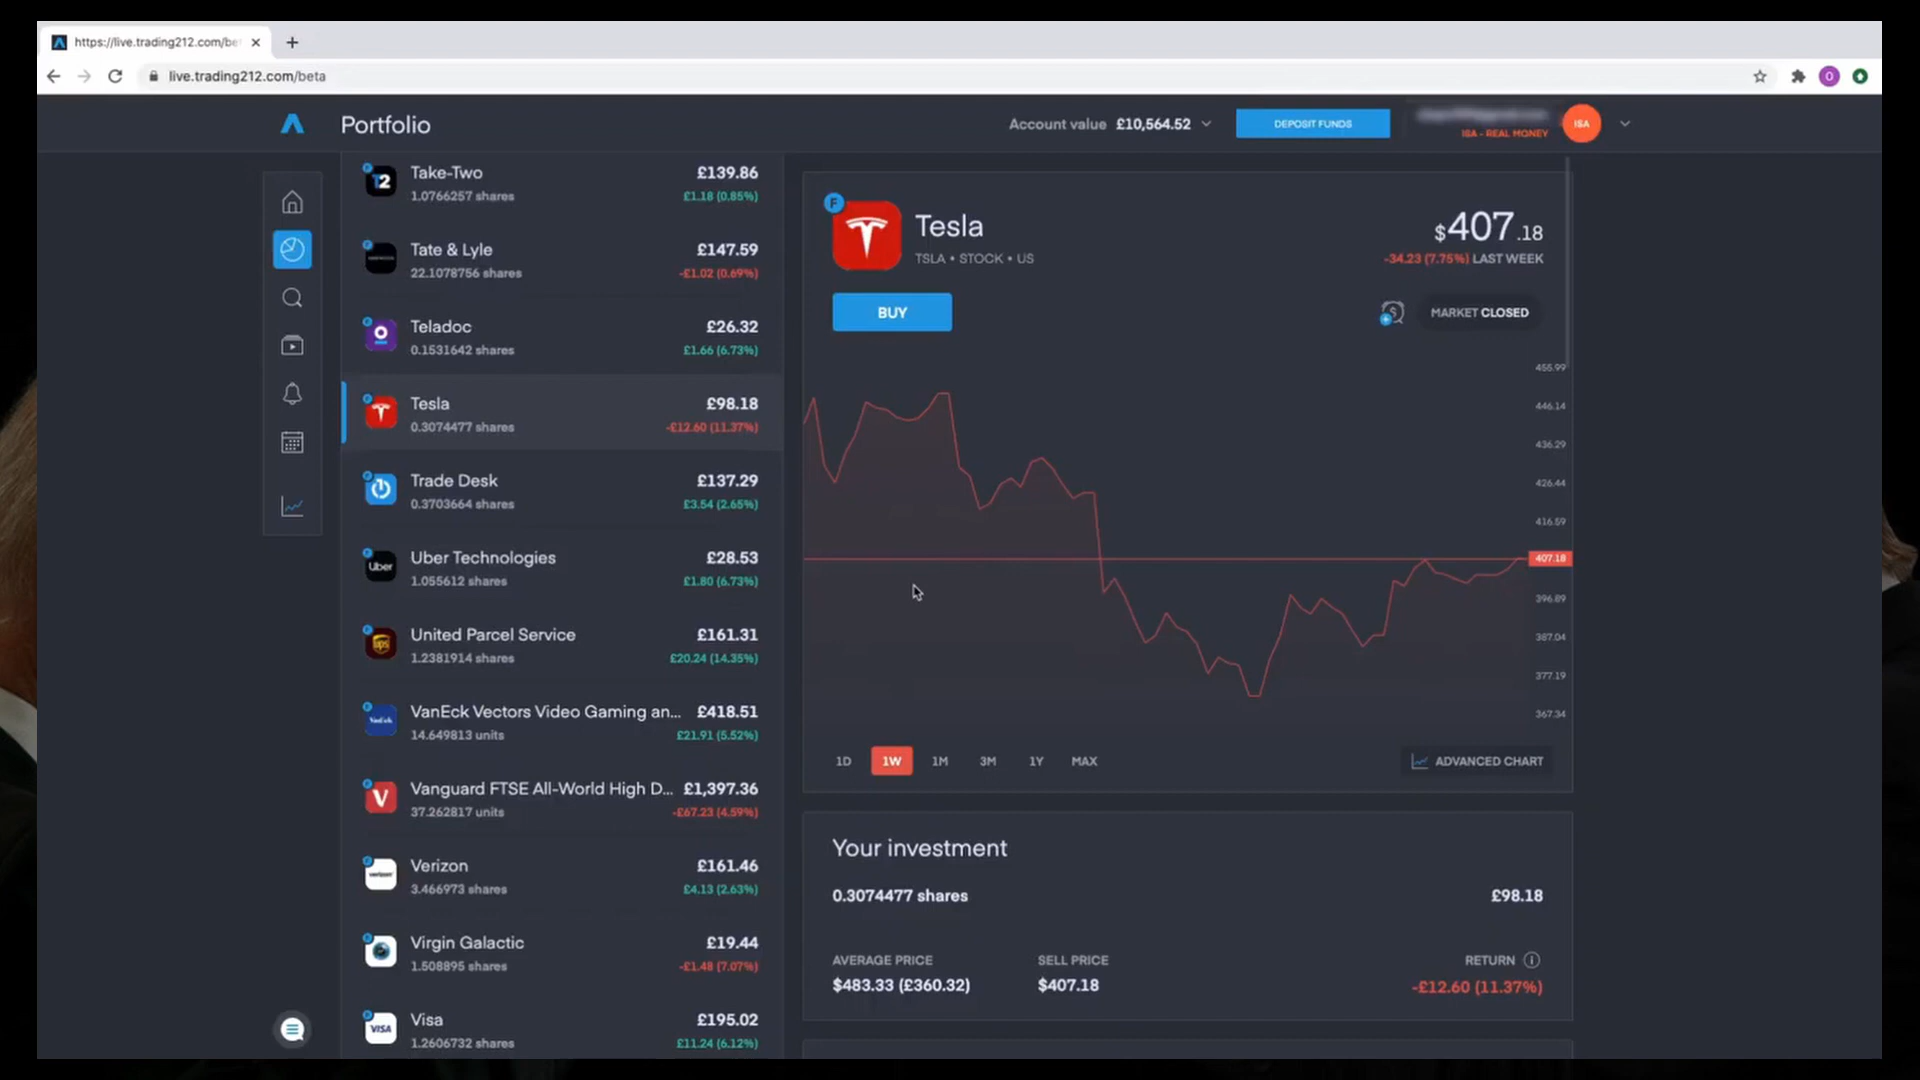 https://live.trading212.com/be
live.trading212.com/beta
O
Portfolio
Account value £10,564.52
DEPOSIT FUNDS
ISA - REAL MONEY
ISA
Take-Two £139.86
1.0766257 shares £1.18 (0.85%)
Tate & Lyle £147.59
22.1078756 shares -£1.02 (0.69%)
Teladoc £26.32
0.1531642 shares £1.66 (6.73%)
Tesla £98.18
0.3074477 shares -£12.60 (11.37%)
Trade Desk £137.29
0.3703664 shares £3.54 (2.65%)
Uber
Uber Technologies £28.53
1.055612 shares £1.80 (6.73%)
ups
United Parcel Service £161.31
1.2381914 shares £20.24 (14.35%)
VanEck
VanEck Vectors Video Gaming an... £418.51
14.649813 units £21.91 (5.52%)
V
Vanguard FTSE All-World High D... £1,397.36
37.262817 units -£67.23 (4.59%)
verizon
Verizon £161.46
3.466973 shares £4.13 (2.63%)
Virgin Galactic £19.44
1.508895 shares -£1.48 (7.07%)
VISA
Visa £195.02
1.2606732 shares £11.24 (6.12%)
F
Tesla
TSLA • STOCK • US
$407.18
-34.23 (7.75%) LAST WEEK
BUY
MARKET CLOSED
455.99
446.14
436.29
426.44
416.59
407.18
396.89
387.04
377.19
367.34
1D 1W 1M 3M 1Y MAX
ADVANCED CHART
Your investment
0.3074477 shares £98.18
AVERAGE PRICE SELL PRICE RETURN
$483.33 (£360.32) $407.18 -£12.60 (11.37%)